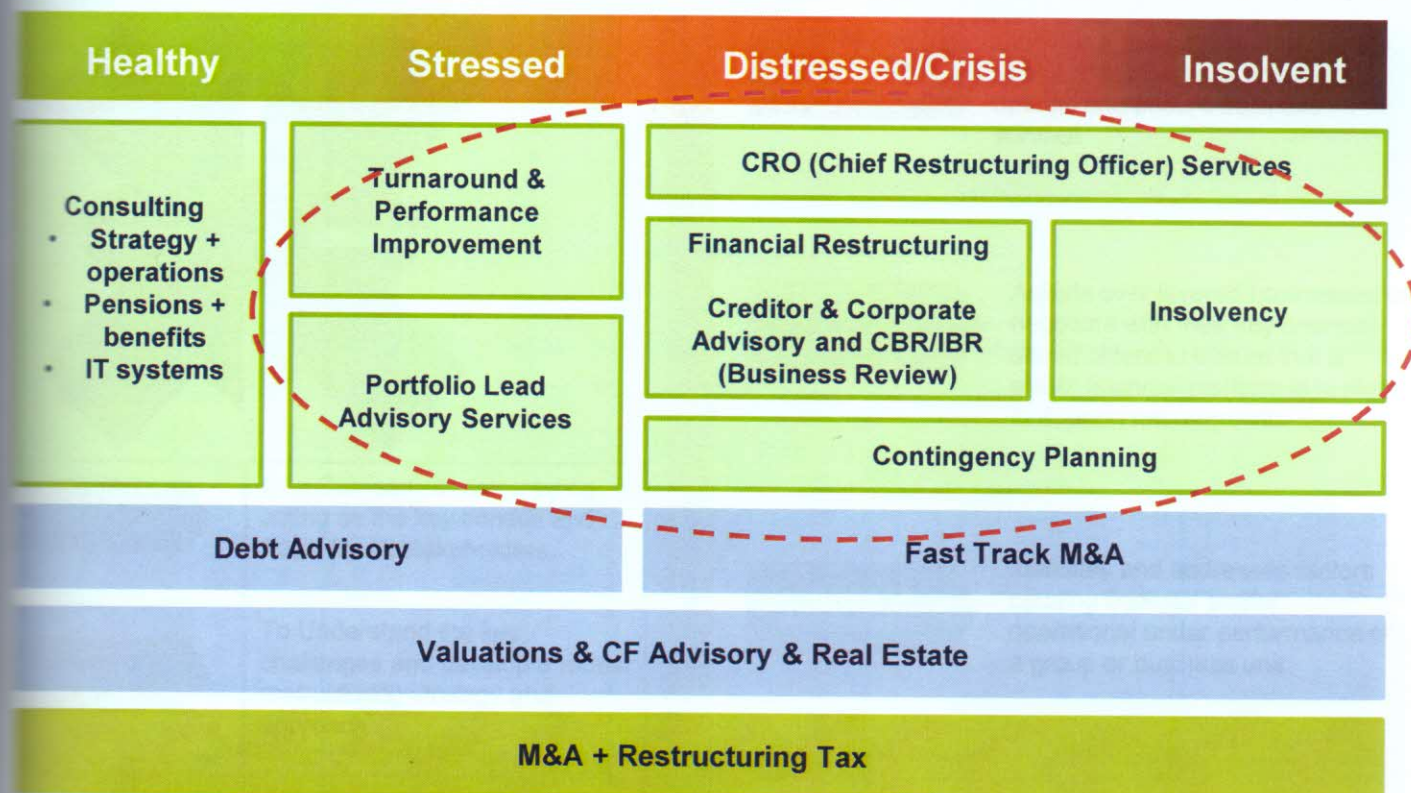 Healthy
Stressed
Distressed/Crisis
Insolvent
Consulting
• Strategy +
operations
• Pensions +
benefits
• IT systems
Turnaround &
Performance
Improvement
Portfolio Lead
Advisory Services
CRO (Chief Restructuring Officer) Services
Financial Restructuring
Creditor & Corporate
Advisory and CBR/IBR
(Business Review)
Insolvency
Contingency Planning
Debt Advisory
Fast Track M&A
Valuations & CF Advisory & Real Estate
M&A + Restructuring Tax